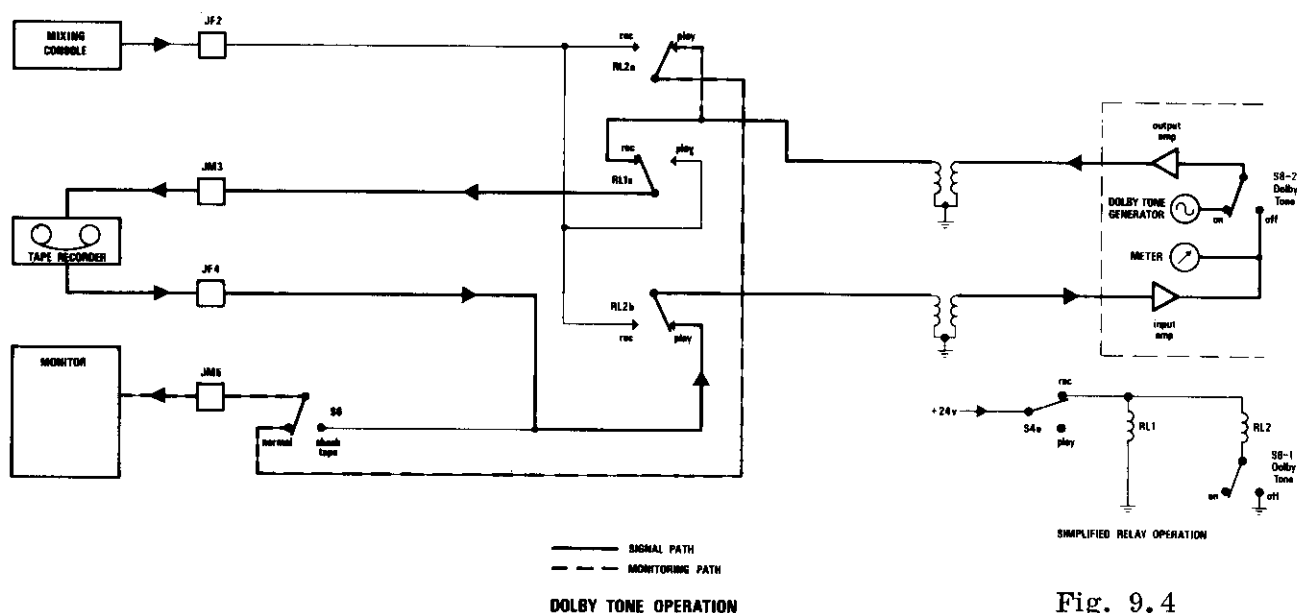 MIXING
CONSOLE
JF2
rec
play
RL2a
rec
play
RL1a
JM3
TAPE RECORDER
JF4
RL2b
rec
play
MONITOR
JM5
S6
normal
check
tape
output
amp
S8-2
Dolby
Tone
DOLBY TONE
GENERATOR
on
off
METER
input
amp
+24v
rec
S4a
play
RL1
RL2
S8-1
Dolby
Tone
on
off
SIMPLIFIED RELAY OPERATION
SIGNAL PATH
MONITORING PATH
DOLBY TONE OPERATION
Fig. 9.4